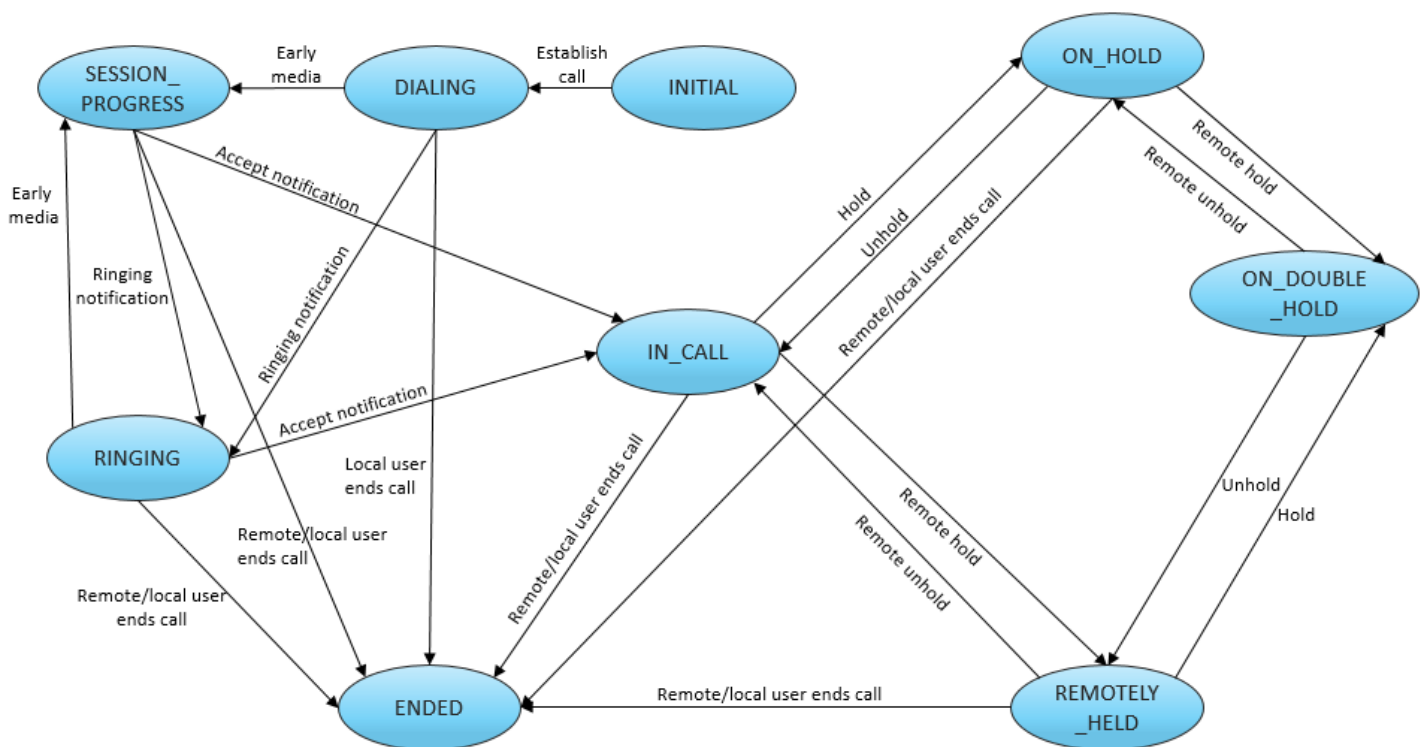 SESSION_
PROGRESS
Early
media
DIALING
Establish
call
INITIAL
ON_HOLD
Accept notification
Early
media
Ringing
notification
Ringing notification
Hold
Unhold
Remote/local user ends call
Remote hold
Remote unhold
ON_DOUBLE
_HOLD
IN_CALL
Accept notification
RINGING
Local user
ends call
Remote/local user
ends call
Remote/local user
ends call
Remote/local user ends call
Remote hold
Remote unhold
Unhold
Hold
ENDED
Remote/local user ends call
REMOTELY
_HELD